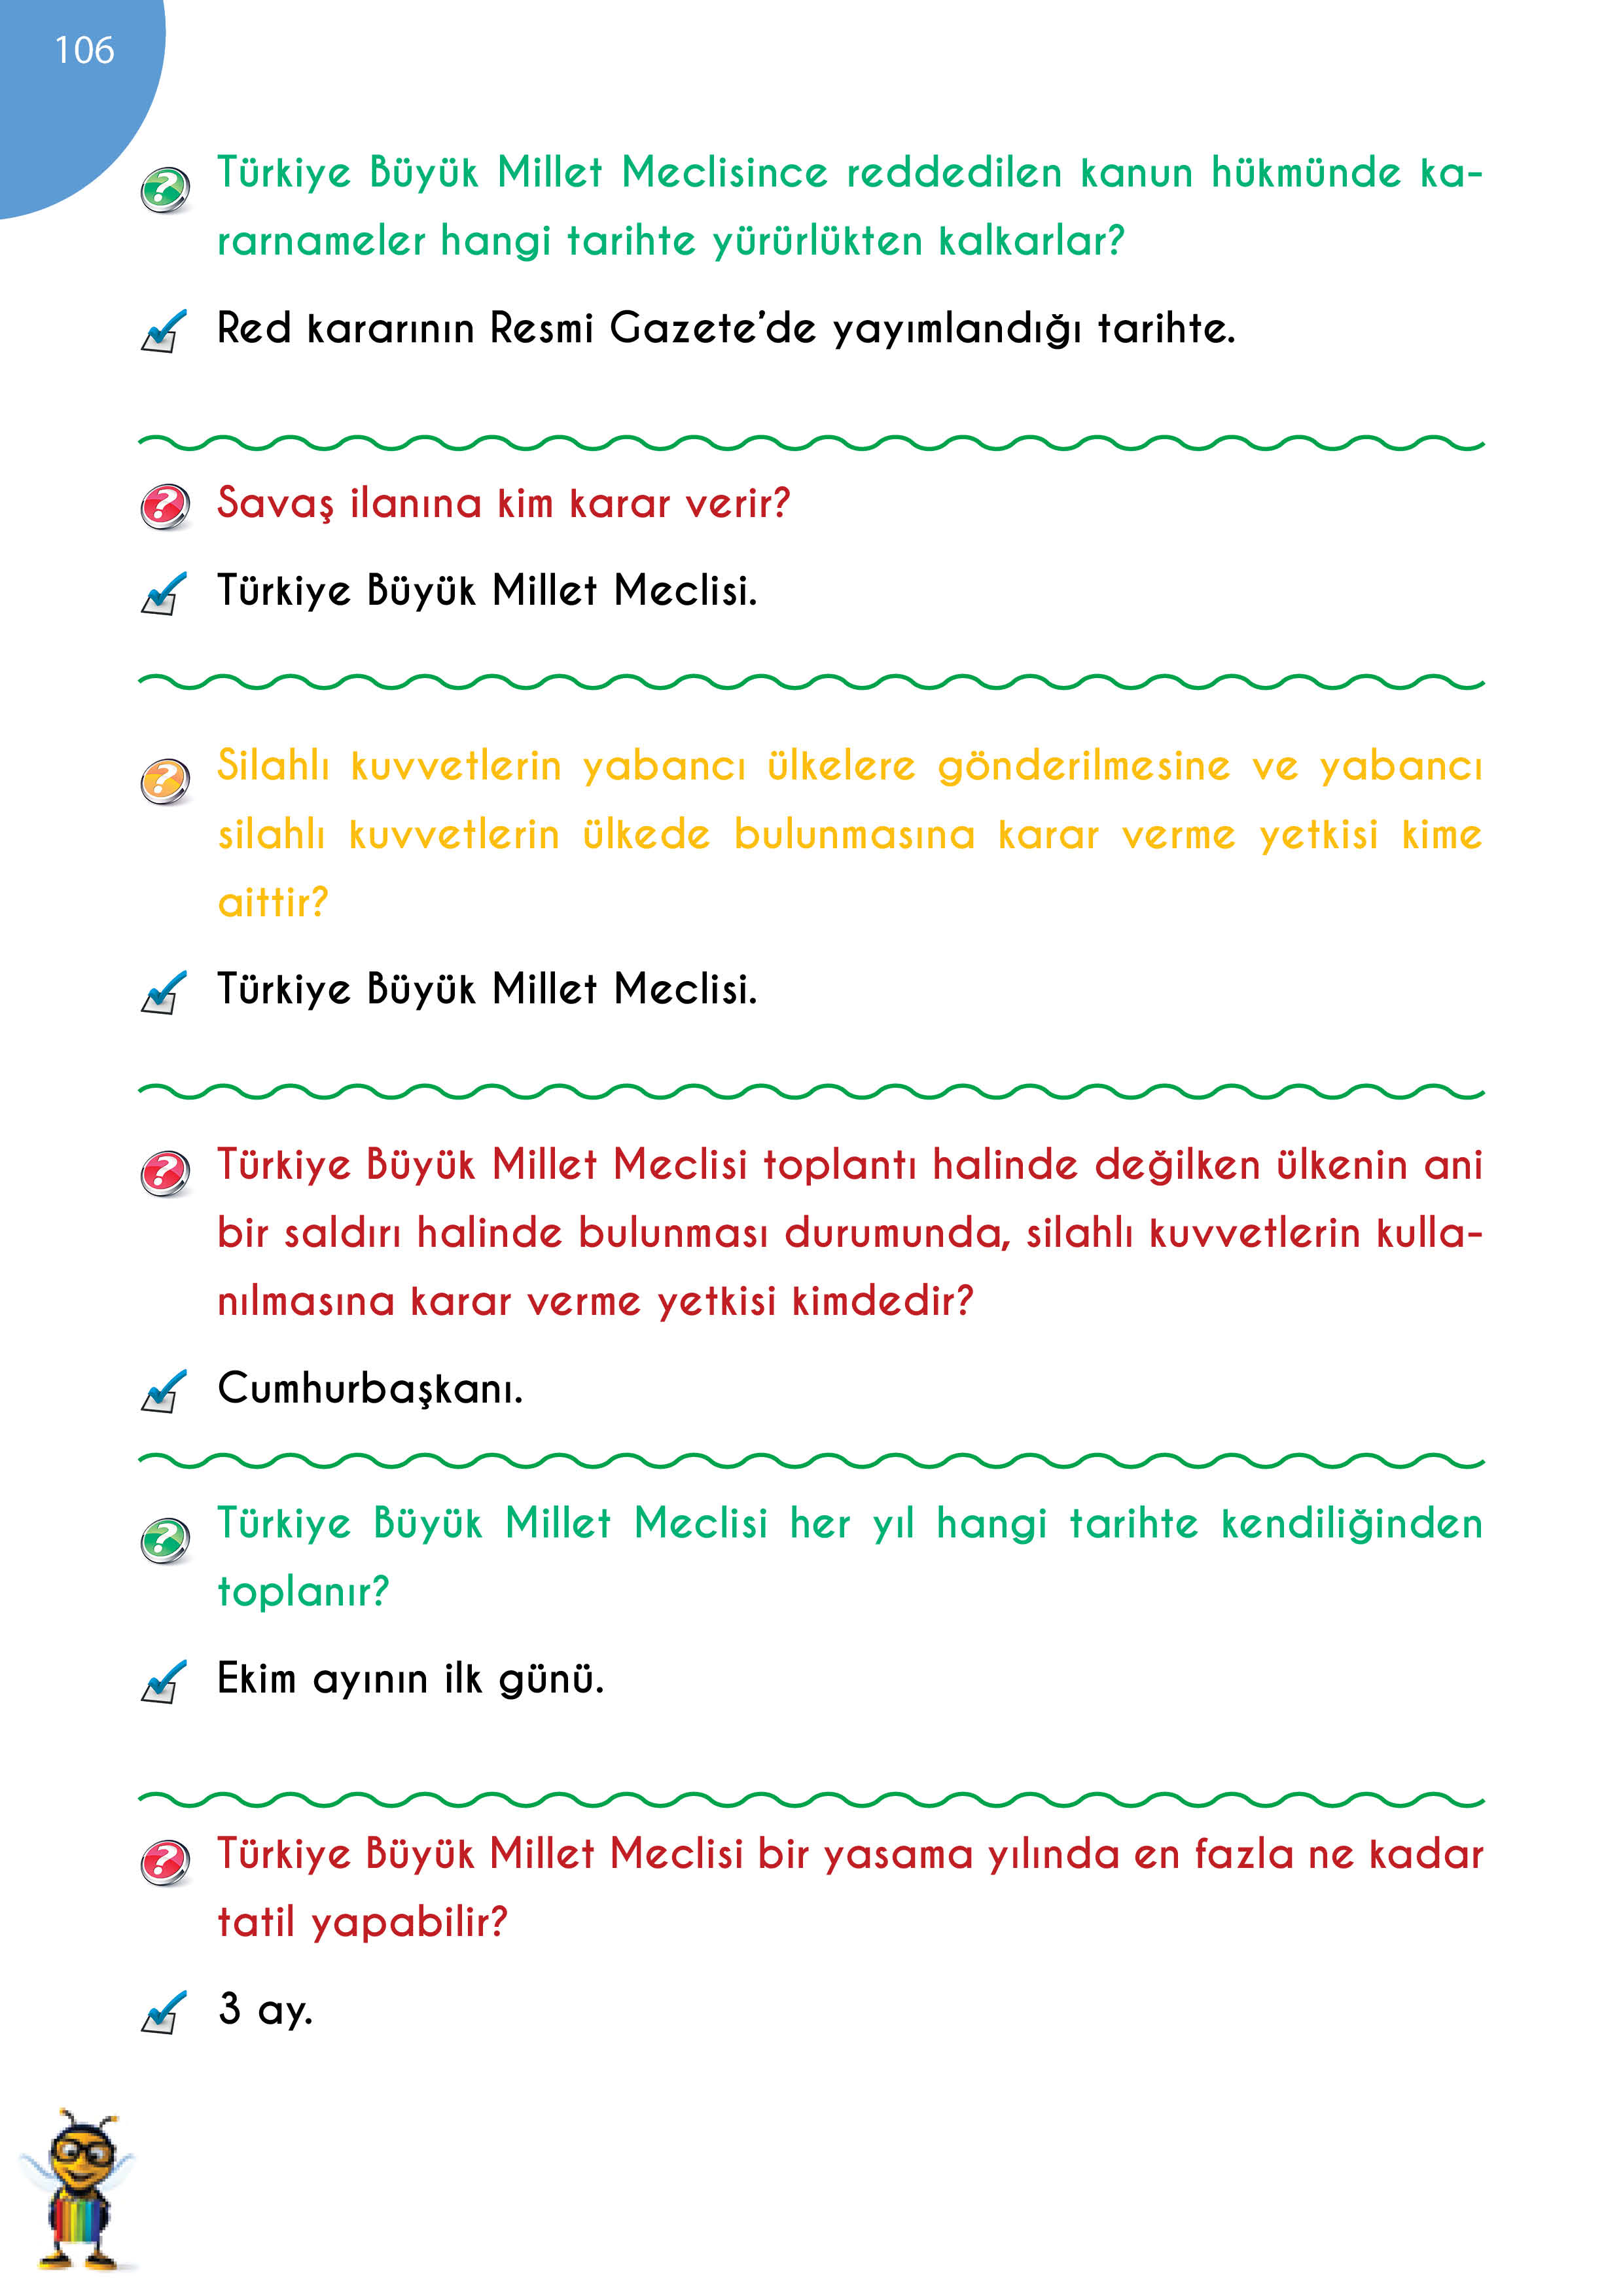 106
Türkiye Büyük Millet Meclisince reddedilen kanun hükmünde ka-
rarnameler hangi tarihte yürürlükten kalkarlar?
Red kararının Resmi Gazete’de yayımlandığı tarihte.
Savaş ilanına kim karar verir?
Türkiye Büyük Millet Meclisi.
Silahlı kuvvetlerin yabancı ülkelere gönderilmesine ve yabancı
silahlı kuvvetlerin ülkede bulunmasına karar verme yetkisi kime
aittir?
Türkiye Büyük Millet Meclisi.
Türkiye Büyük Millet Meclisi toplantı halinde değilken ülkenin ani
bir saldırı halinde bulunması durumunda, silahlı kuvvetlerin kulla-
nılmasına karar verme yetkisi kimdedir?
Cumhurbaşkanı.
Türkiye Büyük Millet Meclisi her yıl hangi tarihte kendiliğinden
toplanır?
Ekim ayının ilk günü.
Türkiye Büyük Millet Meclisi bir yasama yılında en fazla ne kadar
tatil yapabilir?
3 ay.